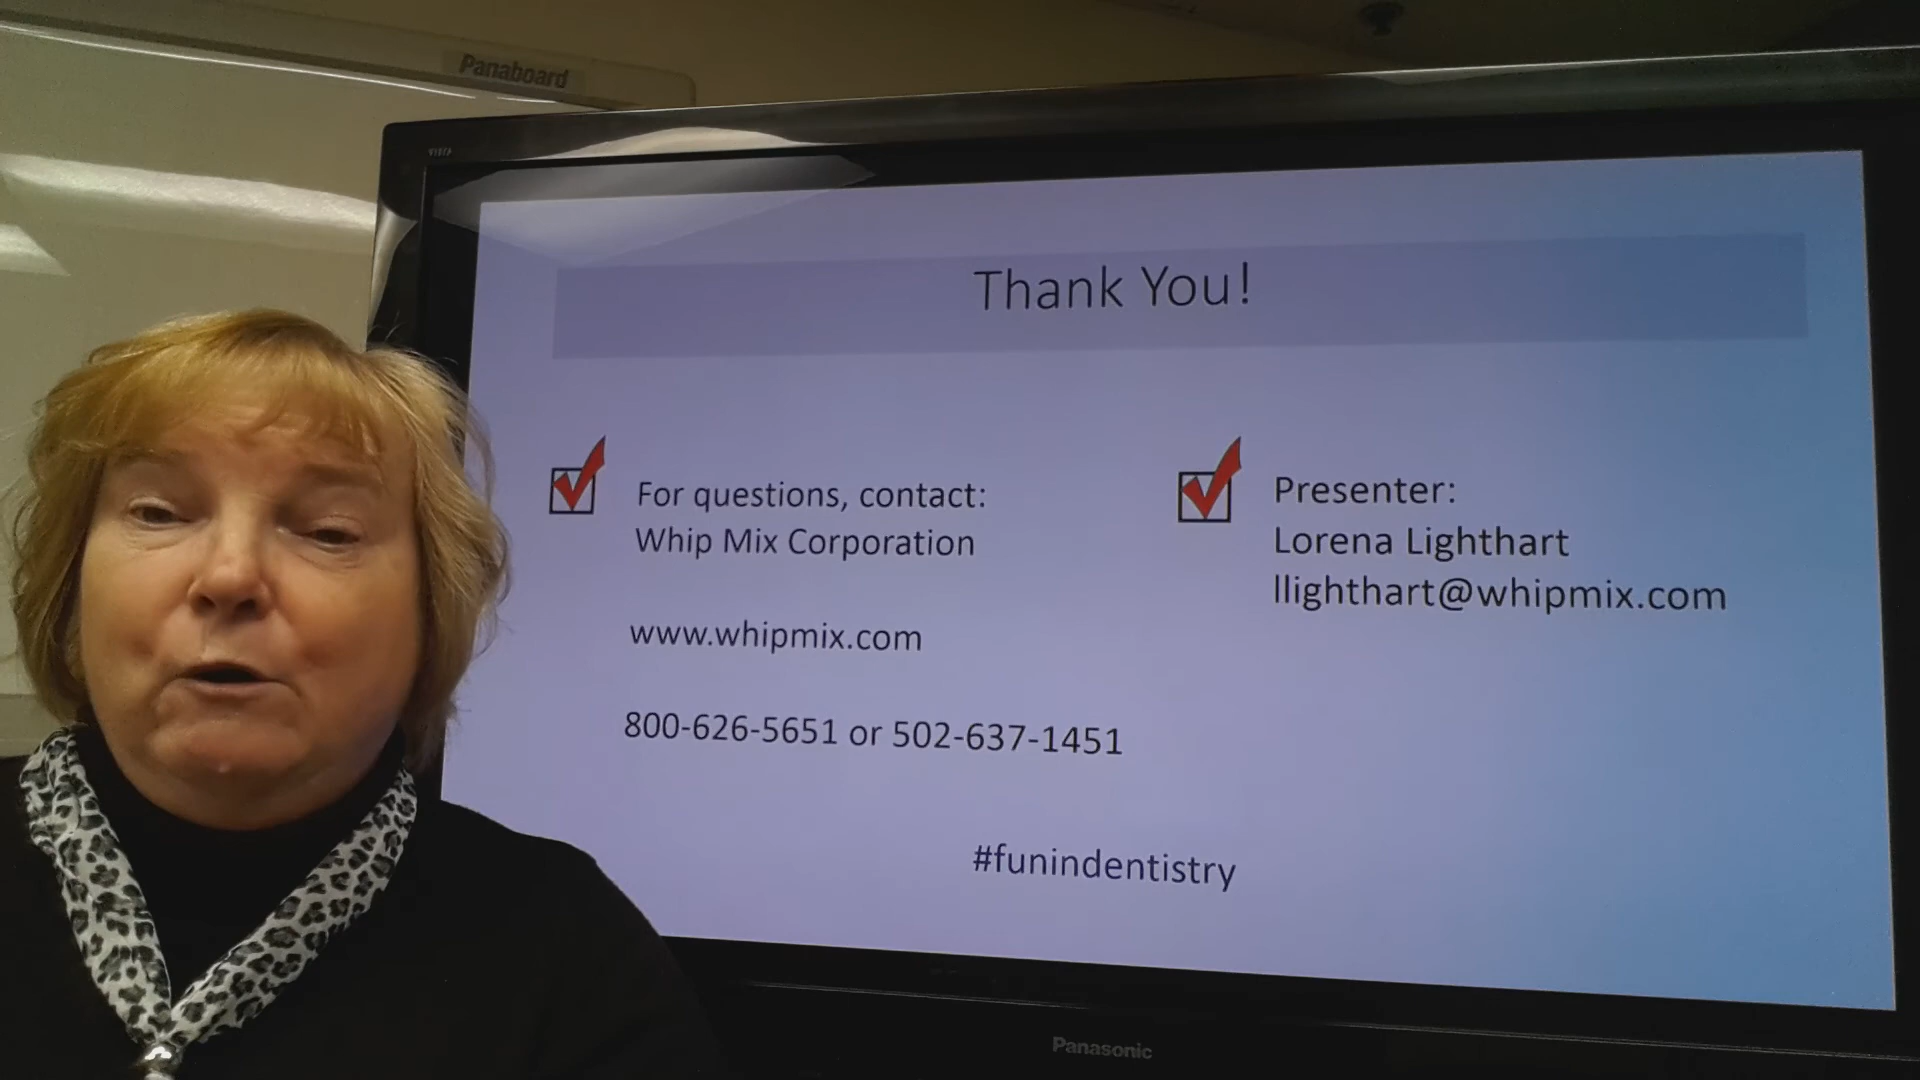 Panaboard
VIERA
Thank You!
For questions, contact:
Whip Mix Corporation
www.whipmix.com
800-626-5651 or 502-637-1451
Presenter:
Lorena Lighthart
llighthart@whipmix.com
#funindentistry
Panasonic